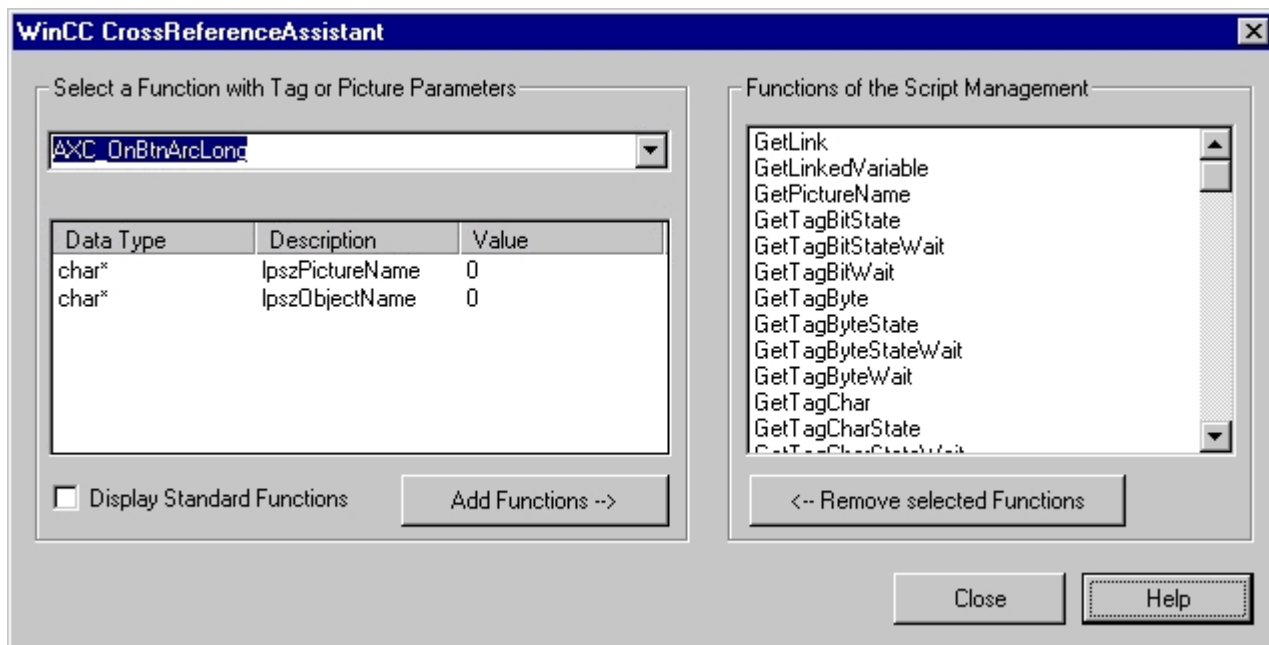 WinCC CrossReferenceAssistant
Select a Function with Tag or Picture Parameters
AXC_OnBtnArcLong
Data Type Description Value
char* lpszPictureName 0
char* lpszObjectName 0
Display Standard Functions
Add Functions -->
Functions of the Script Management
GetLink
GetLinkedVariable
GetPictureName
GetTagBitState
GetTagBitStateWait
GetTagBitWait
GetTagByte
GetTagByteState
GetTagByteStateWait
GetTagByteWait
GetTagChar
GetTagCharState
GetTagCharStateWait
<-- Remove selected Functions
Close
Help